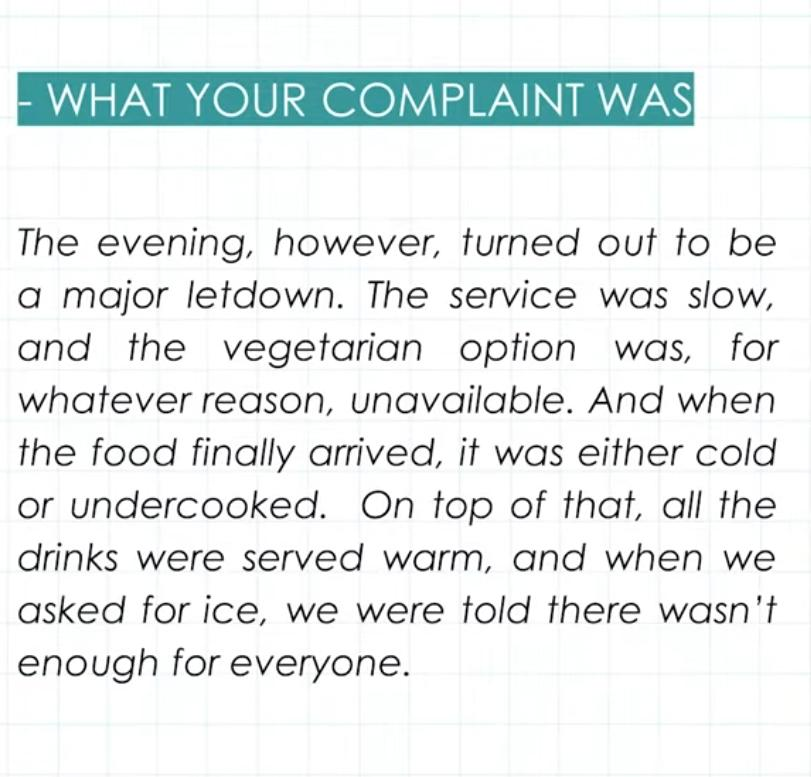 - WHAT YOUR COMPLAINT WAS
The evening, however, turned out to be
a major letdown. The service was slow,
and the vegetarian option was, for
whatever reason, unavailable. And when
the food finally arrived, it was either cold
or undercooked.  On top of that, all the
drinks were served warm, and when we
asked for ice, we were told there wasn't
enough for everyone.